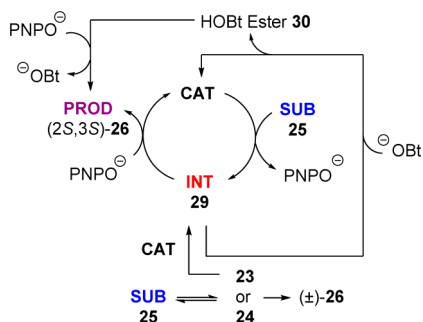 PNPO⊖
HOBt Ester 30
⊖OBt
PROD
(2S,3S)-26
CAT
SUB
25
PNPO⊖
PNPO⊖
⊖OBt
INT
29
CAT
23
SUB or (±)-26
25 24